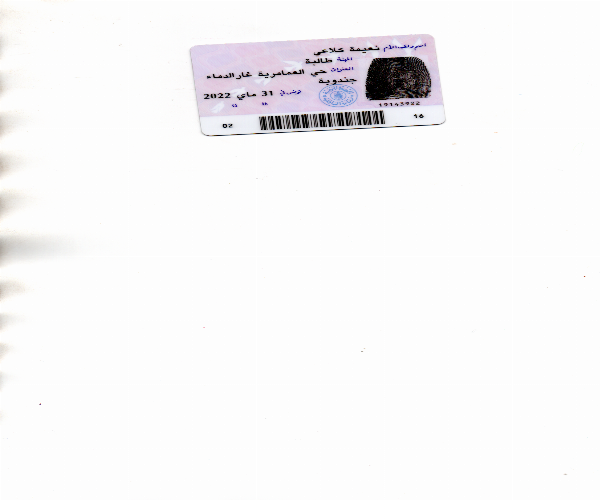 اسم ولقب الأم نعيمة كلاعي
المهنة طالبة
العنوان حي العمامرية غار الدماء
جندوبة
تونس في 31 ماي 2022
19143922
02
16